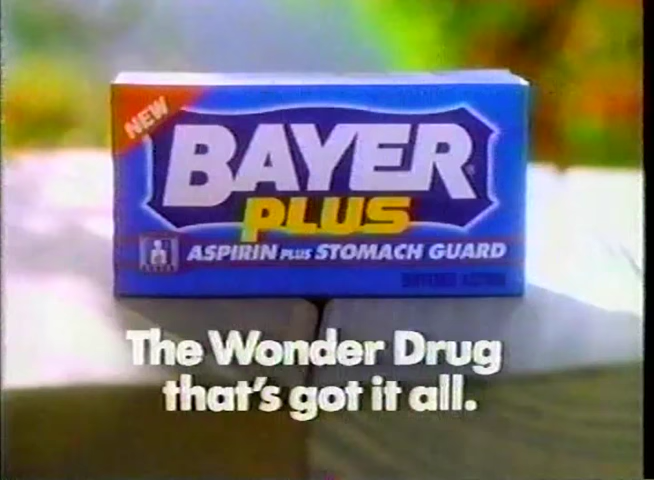 NEW
BAYER
PLUS
ASPIRIN PLUS STOMACH GUARD
The Wonder Drug
that's got it all.